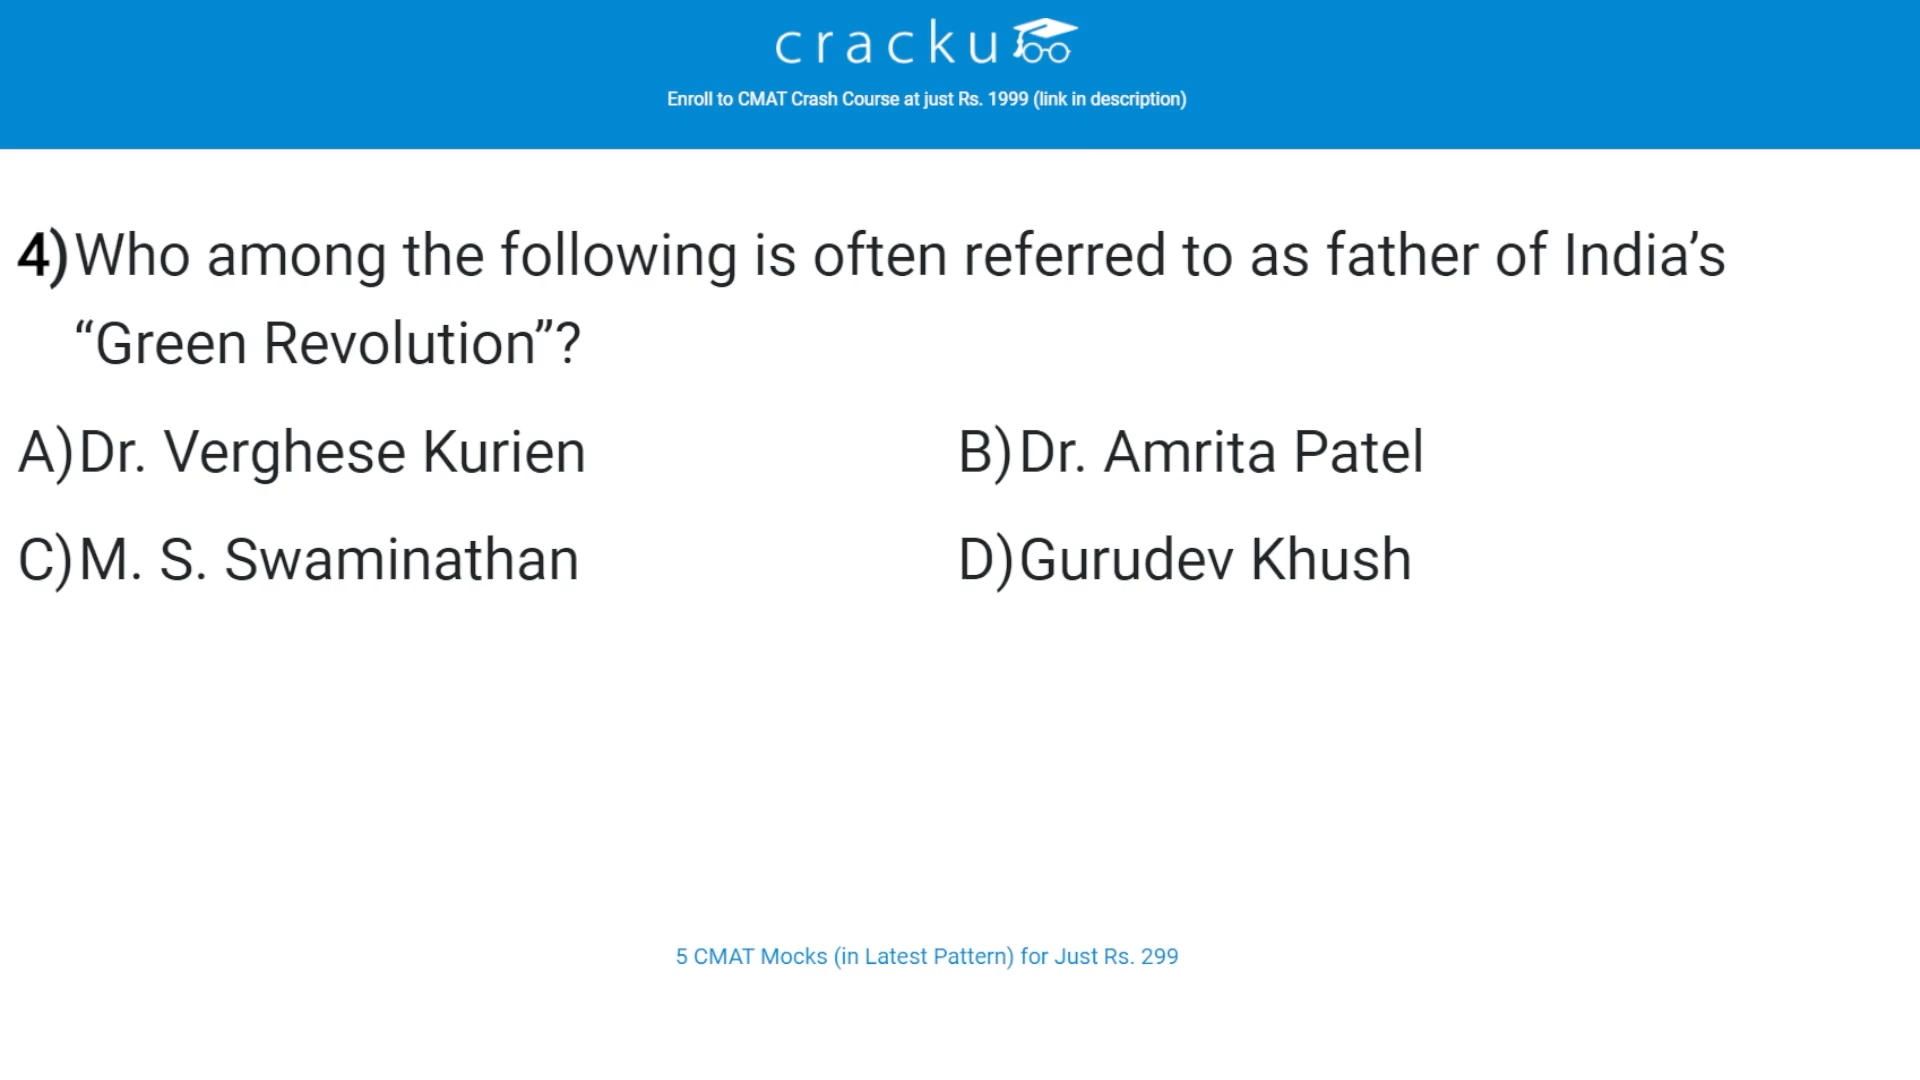 cracku
Enroll to CMAT Crash Course at just Rs. 1999 (link in description)
4)Who among the following is often referred to as father of India’s
“Green Revolution”?
A)Dr. Verghese Kurien B)Dr. Amrita Patel
C)M. S. Swaminathan D)Gurudev Khush
5 CMAT Mocks (in Latest Pattern) for Just Rs. 299